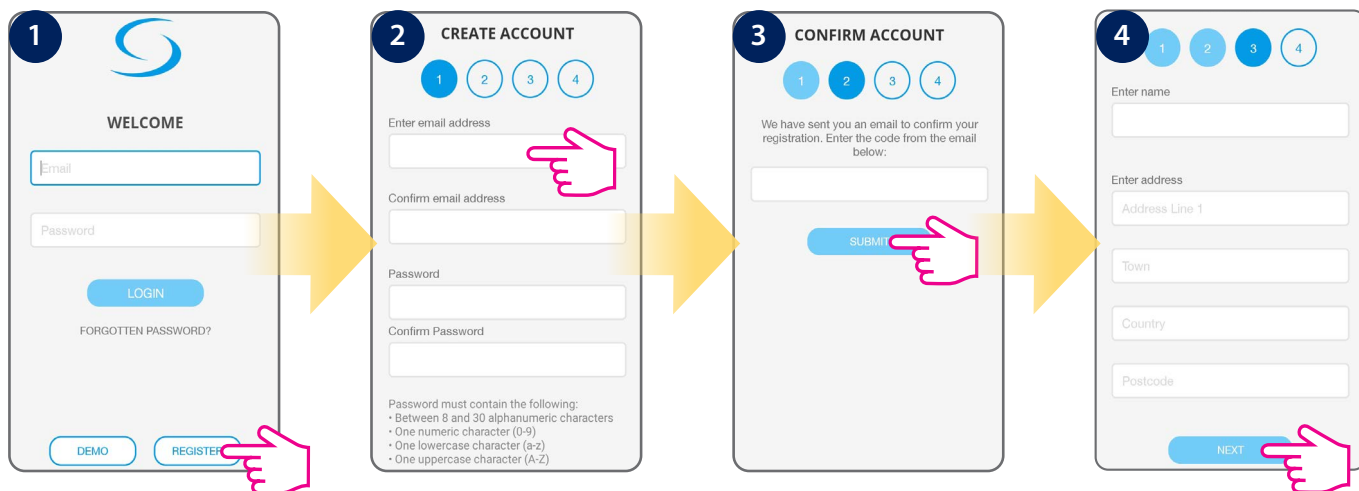 1
WELCOME
Email
Password
LOGIN
FORGOTTEN PASSWORD?
DEMO
REGISTER
2
CREATE ACCOUNT
1 2 3 4
Enter email address
Confirm email address
Password
Confirm Password
Password must contain the following:
• Between 8 and 30 alphanumeric characters
• One numeric character (0-9)
• One lowercase character (a-z)
• One uppercase character (A-Z)
3
CONFIRM ACCOUNT
1 2 3 4
We have sent you an email to confirm your
registration. Enter the code from the email
below:
SUBMIT
4
1 2 3 4
Enter name
Enter address
Address Line 1
Town
Country
Postcode
NEXT